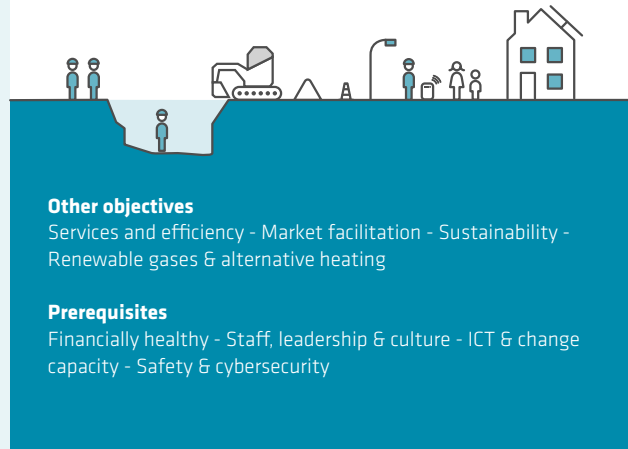 Other objectives
Services and efficiency - Market facilitation - Sustainability -
Renewable gases & alternative heating
Prerequisites
Financially healthy - Staff, leadership & culture - ICT & change
capacity - Safety & cybersecurity